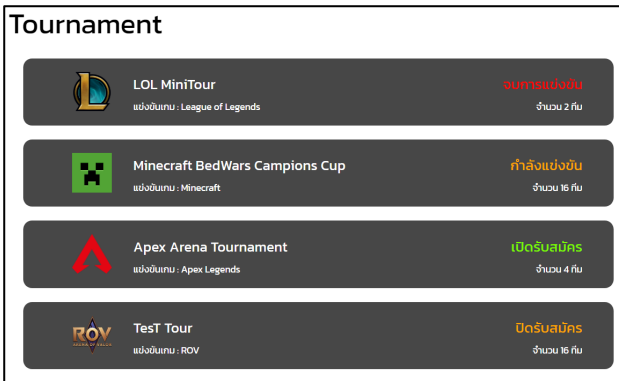 Tournament
LOL MiniTour
จบการแข่งขัน
แข่งขันเกม : League of Legends
จำนวน 2 ทีม
Minecraft BedWars Campions Cup
กำลังแข่งขัน
แข่งขันเกม : Minecraft
จำนวน 16 ทีม
Apex Arena Tournament
เปิดรับสมัคร
แข่งขันเกม : Apex Legends
จำนวน 4 ทีม
ROV
TesT Tour
ปิดรับสมัคร
แข่งขันเกม : ROV
จำนวน 16 ทีม